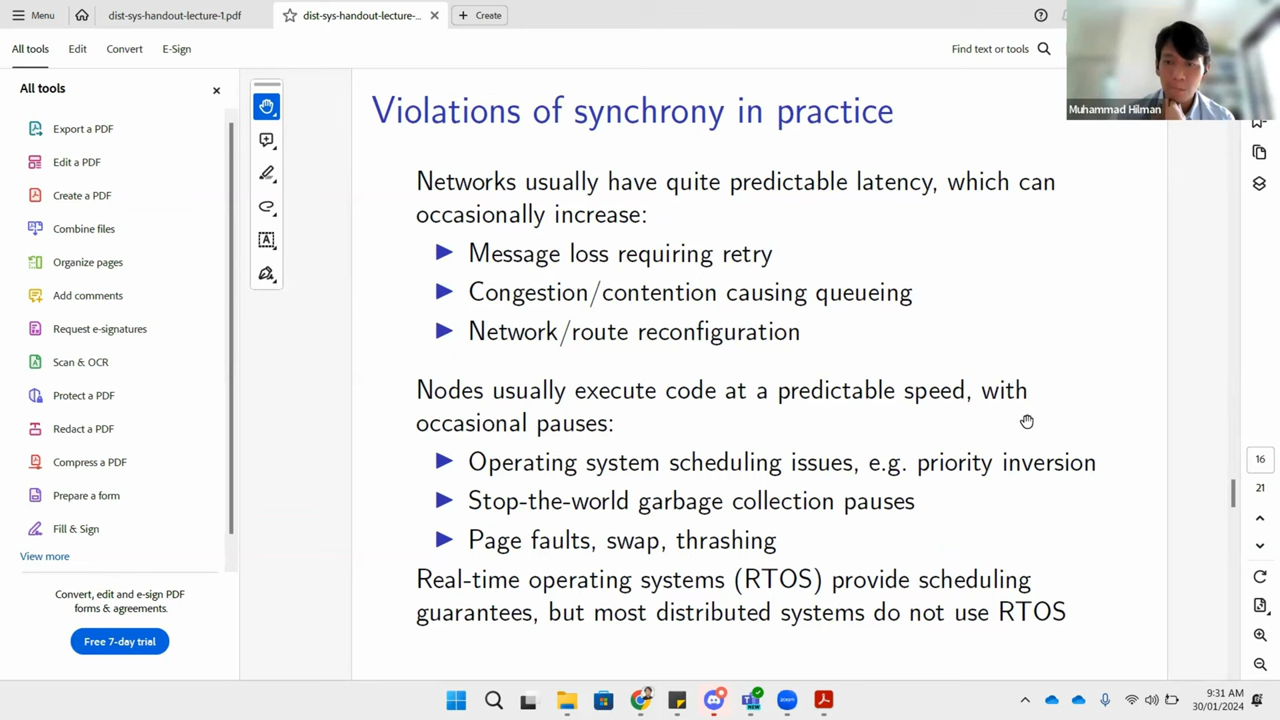 Menu
dist-sys-handout-lecture-1.pdf
dist-sys-handout-lecture-...
Create
All tools
Edit
Convert
E-Sign
Find text or tools
Muhammad Hilman
All tools
Export a PDF
Edit a PDF
Create a PDF
Combine files
Organize pages
Add comments
Request e-signatures
Scan & OCR
Protect a PDF
Redact a PDF
Compress a PDF
Prepare a form
Fill & Sign
View more
Convert, edit and e-sign PDF
forms & agreements.
Free 7-day trial
Violations of synchrony in practice
Networks usually have quite predictable latency, which can
occasionally increase:
▶ Message loss requiring retry
▶ Congestion/contention causing queueing
▶ Network/route reconfiguration
Nodes usually execute code at a predictable speed, with
occasional pauses:
▶ Operating system scheduling issues, e.g. priority inversion
▶ Stop-the-world garbage collection pauses
▶ Page faults, swap, thrashing
Real-time operating systems (RTOS) provide scheduling
guarantees, but most distributed systems do not use RTOS
16
21
9:31 AM
30/01/2024